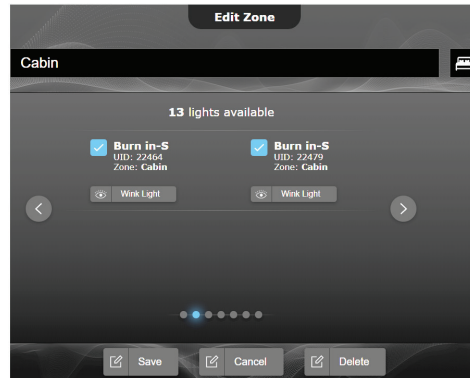 Edit Zone
Cabin
13 lights available
Burn in-S
UID: 22464
Zone: Cabin
Wink Light
Burn in-S
UID: 22479
Zone: Cabin
Wink Light
Save
Cancel
Delete